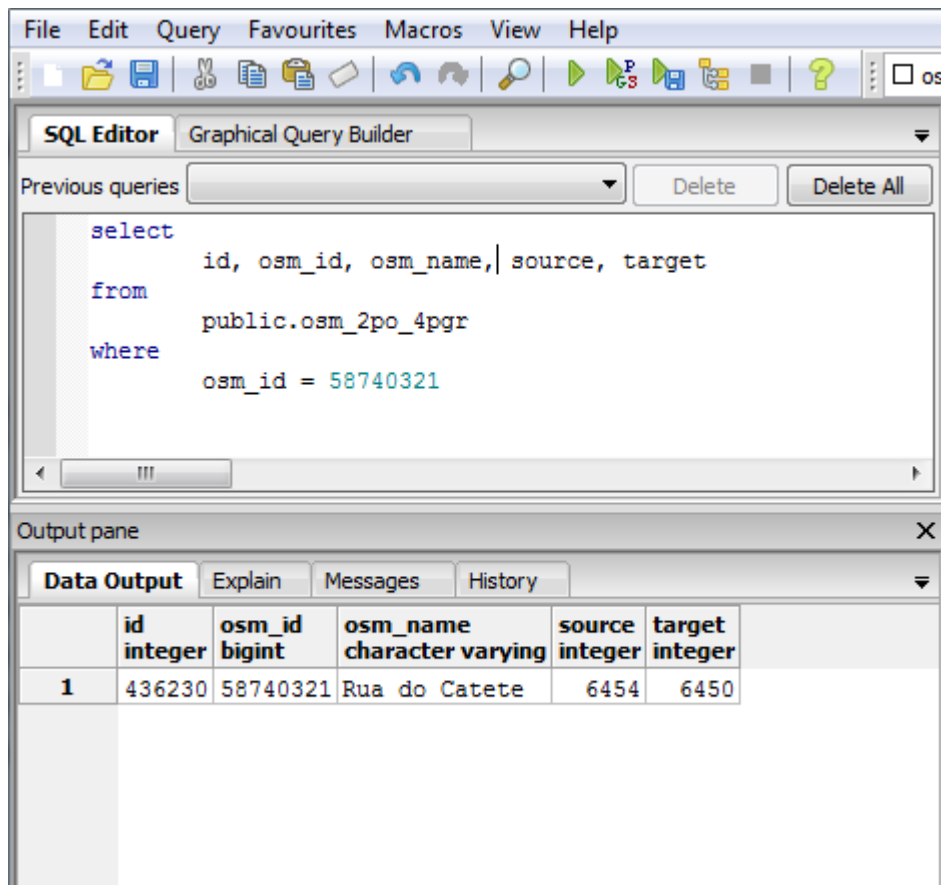 File Edit Query Favourites Macros View Help
os
SQL Editor Graphical Query Builder
Previous queries Delete Delete All
select
id, osm_id, osm_name, source, target
from
public.osm_2po_4pgr
where
osm_id = 58740321
Output pane
Data Output Explain Messages History
id osm_id osm_name source target
integer bigint character varying integer integer
1 436230 58740321 Rua do Catete 6454 6450